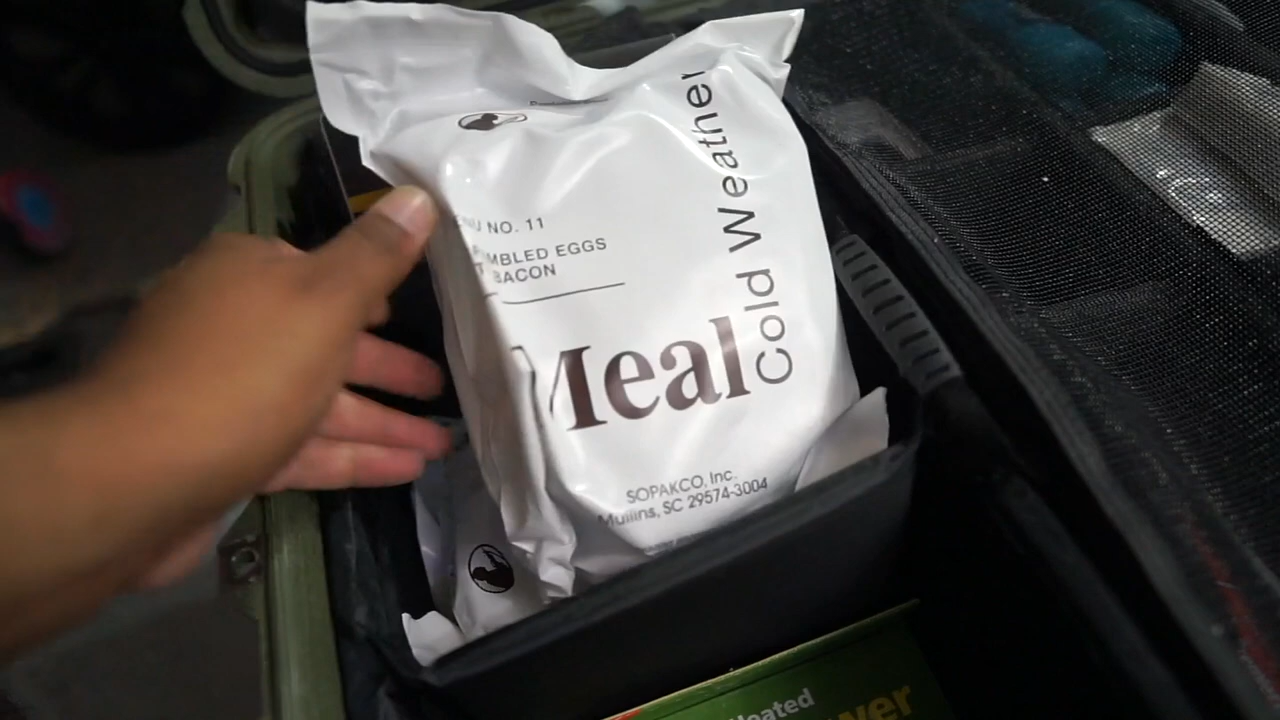 NU NO. 11
MBLED EGGS
BACON
Meal
Cold Weather
SOPAKCO, Inc.
Mullins, SC 29574-3004
Heated